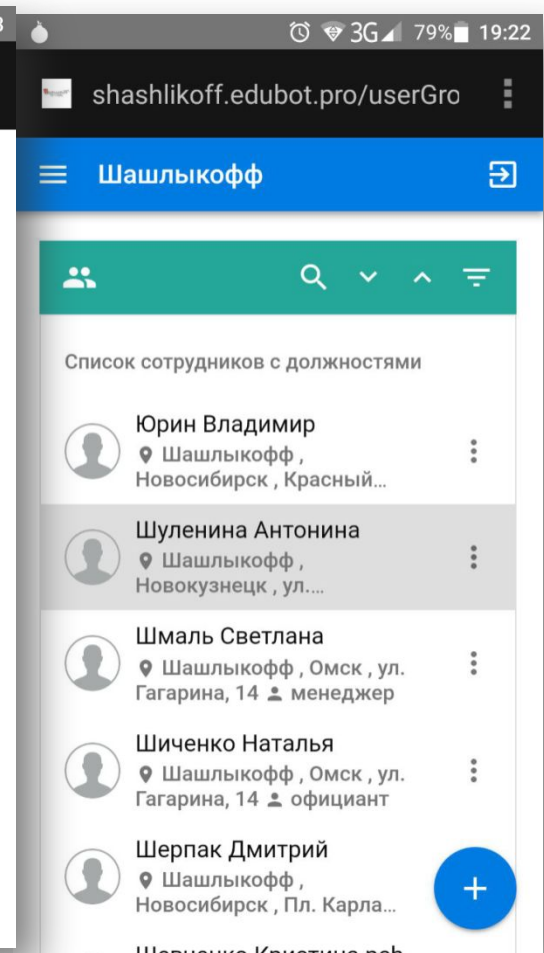 3G 79% 19:22
shashlikoff.edubot.pro/userGro
Шашлыкофф
Список сотрудников с должностями
Юрин Владимир
Шашлыкофф ,
Новосибирск , Красный...
Шуленина Антонина
Шашлыкофф ,
Новокузнецк , ул....
Шмаль Светлана
Шашлыкофф , Омск , ул.
Гагарина, 14 менеджер
Шиченко Наталья
Шашлыкофф , Омск , ул.
Гагарина, 14 официант
Шерпак Дмитрий
Шашлыкофф ,
Новосибирск , Пл. Карла...